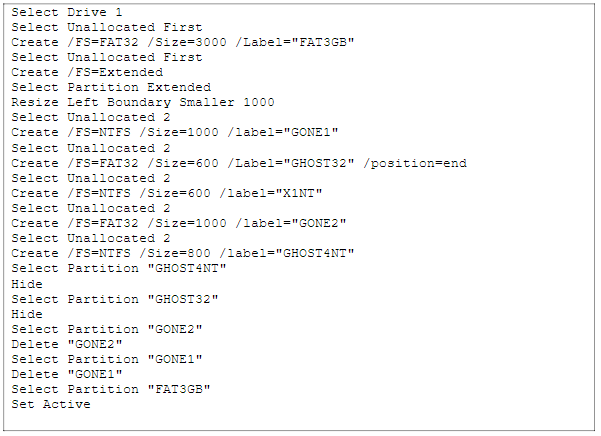 Select Drive 1
Select Unallocated First
Create /FS=FAT32 /Size=3000 /Label="FAT3GB"
Select Unallocated First
Create /FS=Extended
Select Partition Extended
Resize Left Boundary Smaller 1000
Select Unallocated 2
Create /FS=NTFS /Size=1000 /label="GONE1"
Select Unallocated 2
Create /FS=FAT32 /Size=600 /Label="GHOST32" /position=end
Select Unallocated 2
Create /FS=NTFS /Size=600 /label="X1NT"
Select Unallocated 2
Create /FS=FAT32 /Size=1000 /label="GONE2"
Select Unallocated 2
Create /FS=NTFS /Size=800 /label="GHOST4NT"
Select Partition "GHOST4NT"
Hide
Select Partition "GHOST32"
Hide
Select Partition "GONE2"
Delete "GONE2"
Select Partition "GONE1"
Delete "GONE1"
Select Partition "FAT3GB"
Set Active